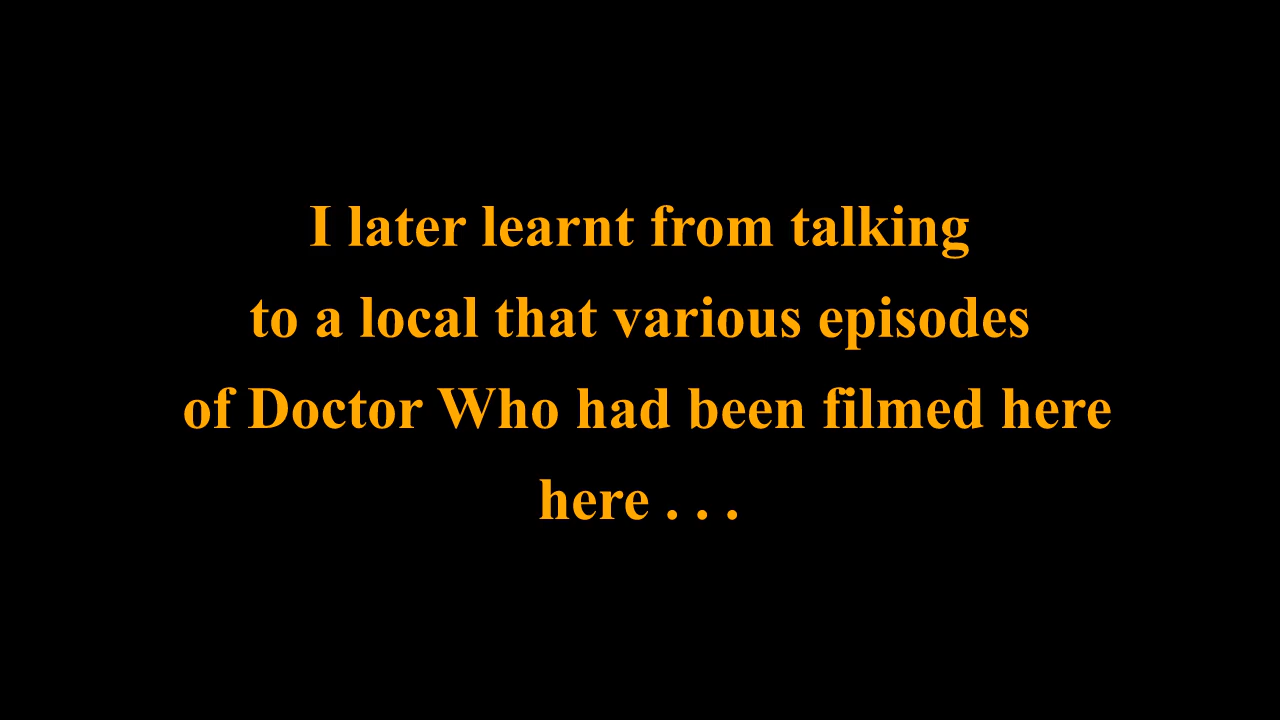 I later learnt from talking
to a local that various episodes
of Doctor Who had been filmed here
here . . .